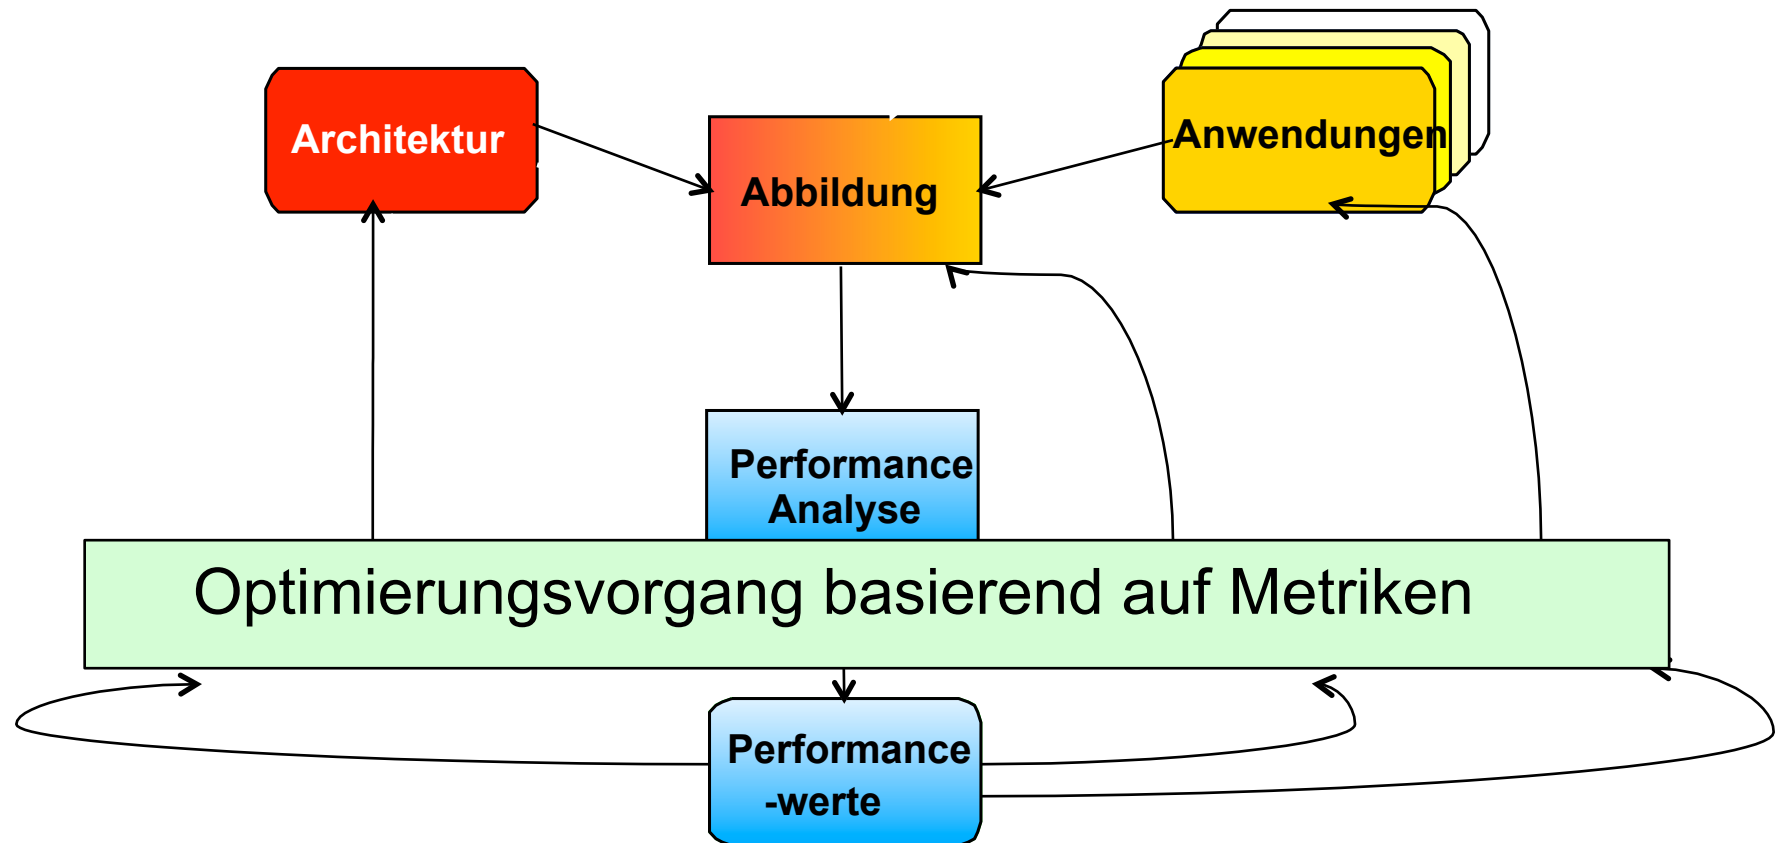 Architektur
Abbildung
Anwendungen
Performance
Analyse
Optimierungsvorgang basierend auf Metriken
Performance
-werte